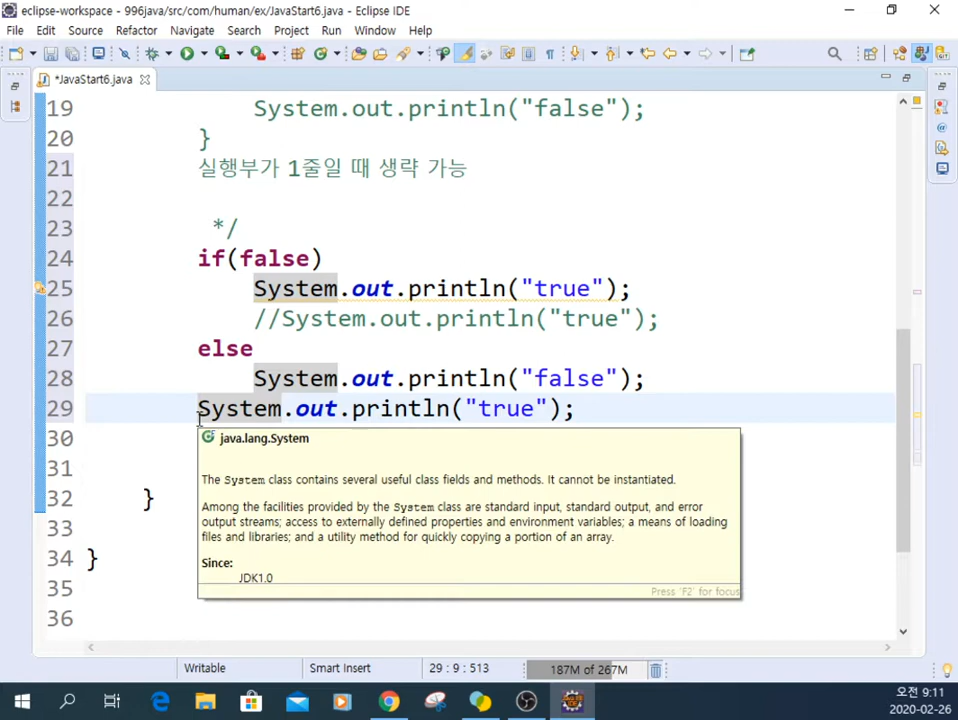 eclipse-workspace - 996java/src/com/human/ex/JavaStart6.java - Eclipse IDE
File Edit Source Refactor Navigate Search Project Run Window Help
*JavaStart6.java
19 System.out.println("false");
20 }
21 실행부가 1줄일 때 생략 가능
22
23 */
24 if(false)
25 System.out.println("true");
26 //System.out.println("true");
27 else
28 System.out.println("false");
29 System.out.println("true");
30
java.lang.System
31
The System class contains several useful class fields and methods. It cannot be instantiated.
32 }
Among the facilities provided by the System class are standard input, standard output, and error
output streams; access to externally defined properties and environment variables; a means of loading
33
files and libraries; and a utility method for quickly copying a portion of an array.
34 }
Since:
JDK1.0
35
Press 'F2' for focus
36
Writable Smart Insert 29 : 9 : 513 187M of 267M
오전 9:11
2020-02-26